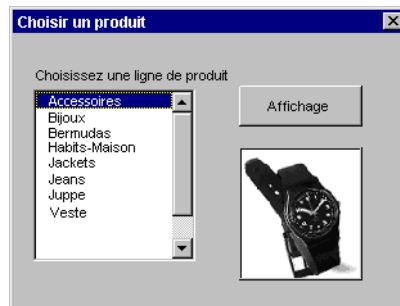 Choisir un produit
Choisissez une ligne de produit
Accessoires
Bijoux
Bermudas
Habits-Maison
Jackets
Jeans
Juppe
Veste
Affichage